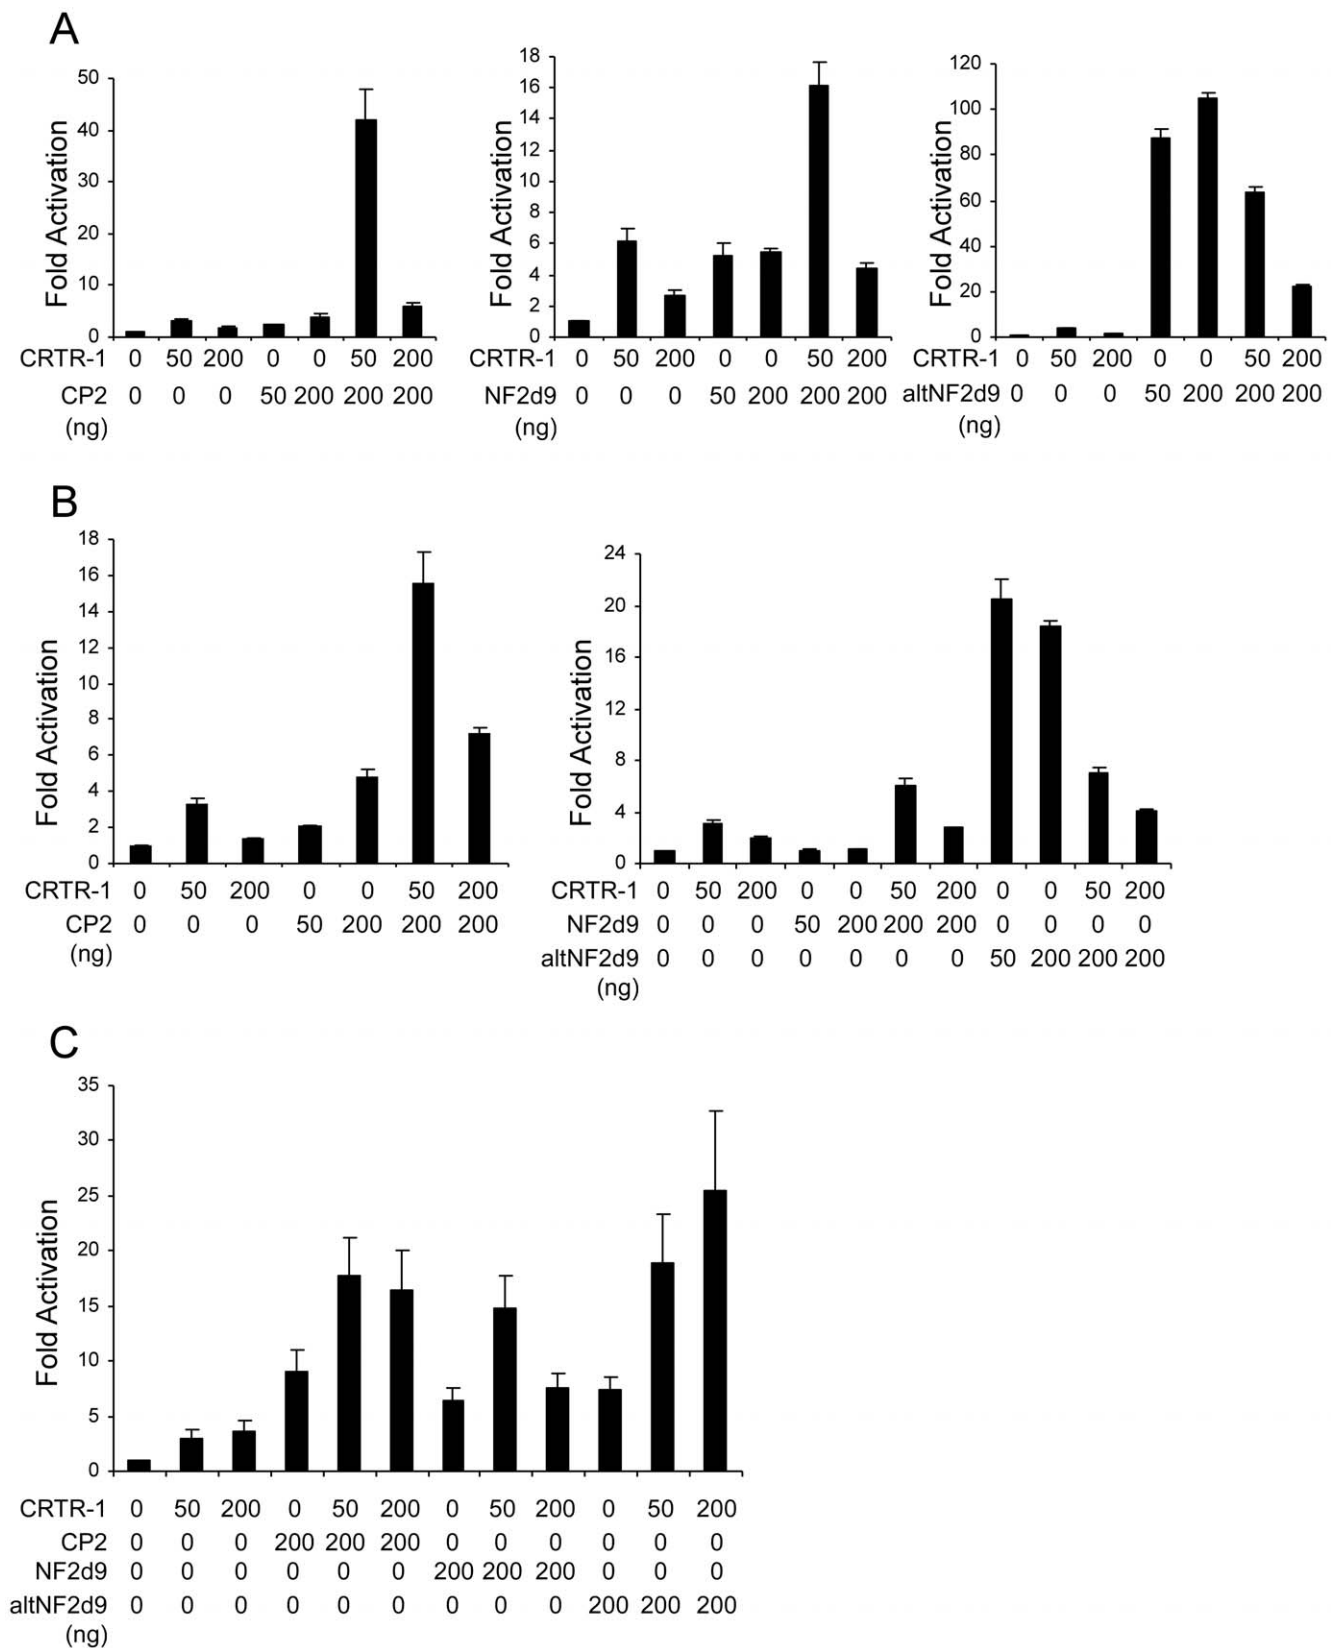 A
Fold Activation
50
40
30
20
10
0
CRTR-1 0 50 200 0 0 50 200
CP2 0 0 0 50 200 200 200
(ng)
Fold Activation
18
16
14
12
10
8
6
4
2
0
CRTR-1 0 50 200 0 0 50 200
NF2d9 0 0 0 50 200 200 200
(ng)
Fold Activation
120
100
80
60
40
20
0
CRTR-1 0 50 200 0 0 50 200
altNF2d9 0 0 0 50 200 200 200
(ng)
B
Fold Activation
18
16
14
12
10
8
6
4
2
0
CRTR-1 0 50 200 0 0 50 200
CP2 0 0 0 50 200 200 200
(ng)
Fold Activation
24
20
16
12
8
4
0
CRTR-1 0 50 200 0 0 50 200 0 0 50 200
NF2d9 0 0 0 50 200 200 200 0 0 0 0
altNF2d9 0 0 0 0 0 0 0 50 200 200 200
(ng)
C
Fold Activation
35
30
25
20
15
10
5
0
CRTR-1 0 50 200 0 50 200 0 50 200 0 50 200
CP2 0 0 0 200 200 200 0 0 0 0 0 0
NF2d9 0 0 0 0 0 0 200 200 200 0 0 0
altNF2d9 0 0 0 0 0 0 0 0 0 200 200 200
(ng)